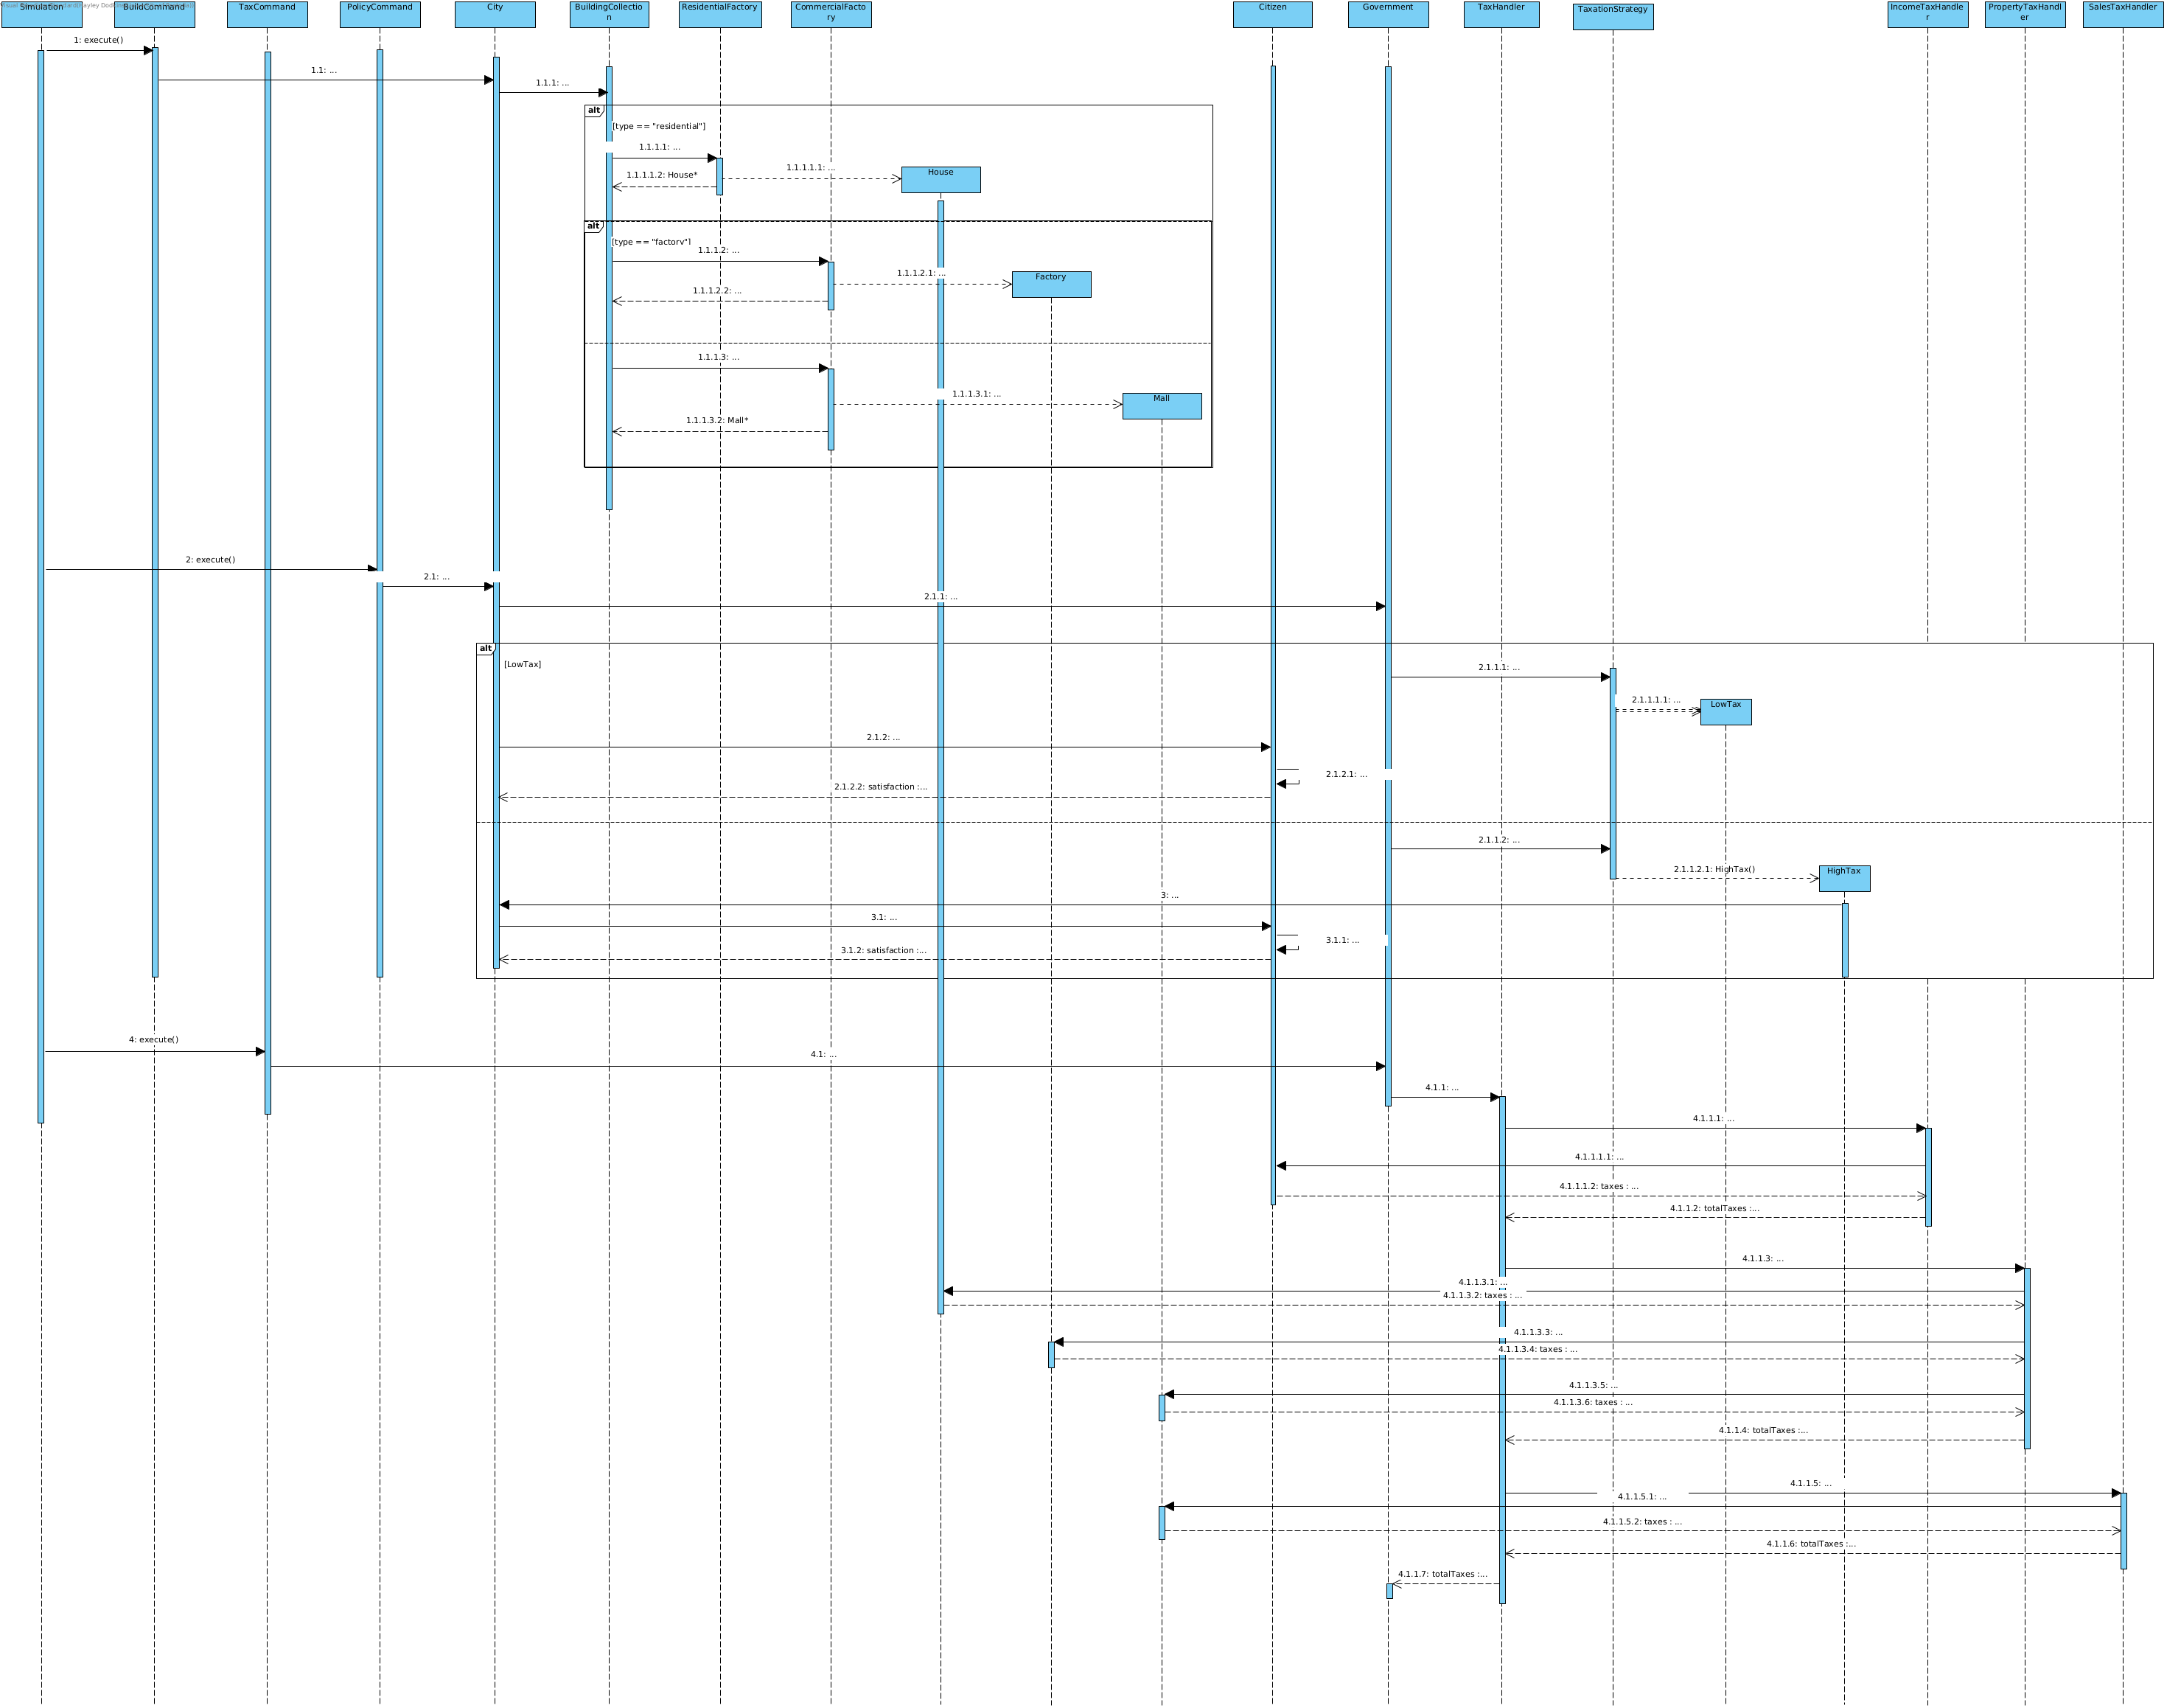 Simulation
BuildCommand
TaxCommand
PolicyCommand
City
BuildingCollectio
n
ResidentialFactory
CommercialFacto
ry
Citizen
Government
TaxHandler
TaxationStrategy
IncomeTaxHandle
r
PropertyTaxHandl
er
SalesTaxHandler
1: execute()
1.1: ...
1.1.1: ...
alt
[type == "residential"]
1.1.1.1: ...
1.1.1.1.1: ...
House
1.1.1.1.2: House*
alt
[type == "factory"]
1.1.1.2: ...
1.1.1.2.1: ...
Factory
1.1.1.2.2: ...
1.1.1.3: ...
1.1.1.3.1: ...
Mall
1.1.1.3.2: Mall*
2: execute()
2.1: ...
2.1.1: ...
alt
[LowTax]
2.1.1.1: ...
2.1.1.1.1: ...
LowTax
2.1.2: ...
2.1.2.1: ...
2.1.2.2: satisfaction :...
2.1.1.2: ...
2.1.1.2.1: HighTax()
HighTax
3: ...
3.1: ...
3.1.1: ...
3.1.2: satisfaction :...
4: execute()
4.1: ...
4.1.1: ...
4.1.1.1: ...
4.1.1.1.1: ...
4.1.1.1.2: taxes : ...
4.1.1.2: totalTaxes :...
4.1.1.3: ...
4.1.1.3.1: ...
4.1.1.3.2: taxes : ...
4.1.1.3.3: ...
4.1.1.3.4: taxes : ...
4.1.1.3.5: ...
4.1.1.3.6: taxes : ...
4.1.1.4: totalTaxes :...
4.1.1.5: ...
4.1.1.5.1: ...
4.1.1.5.2: taxes : ...
4.1.1.6: totalTaxes :...
4.1.1.7: totalTaxes :...